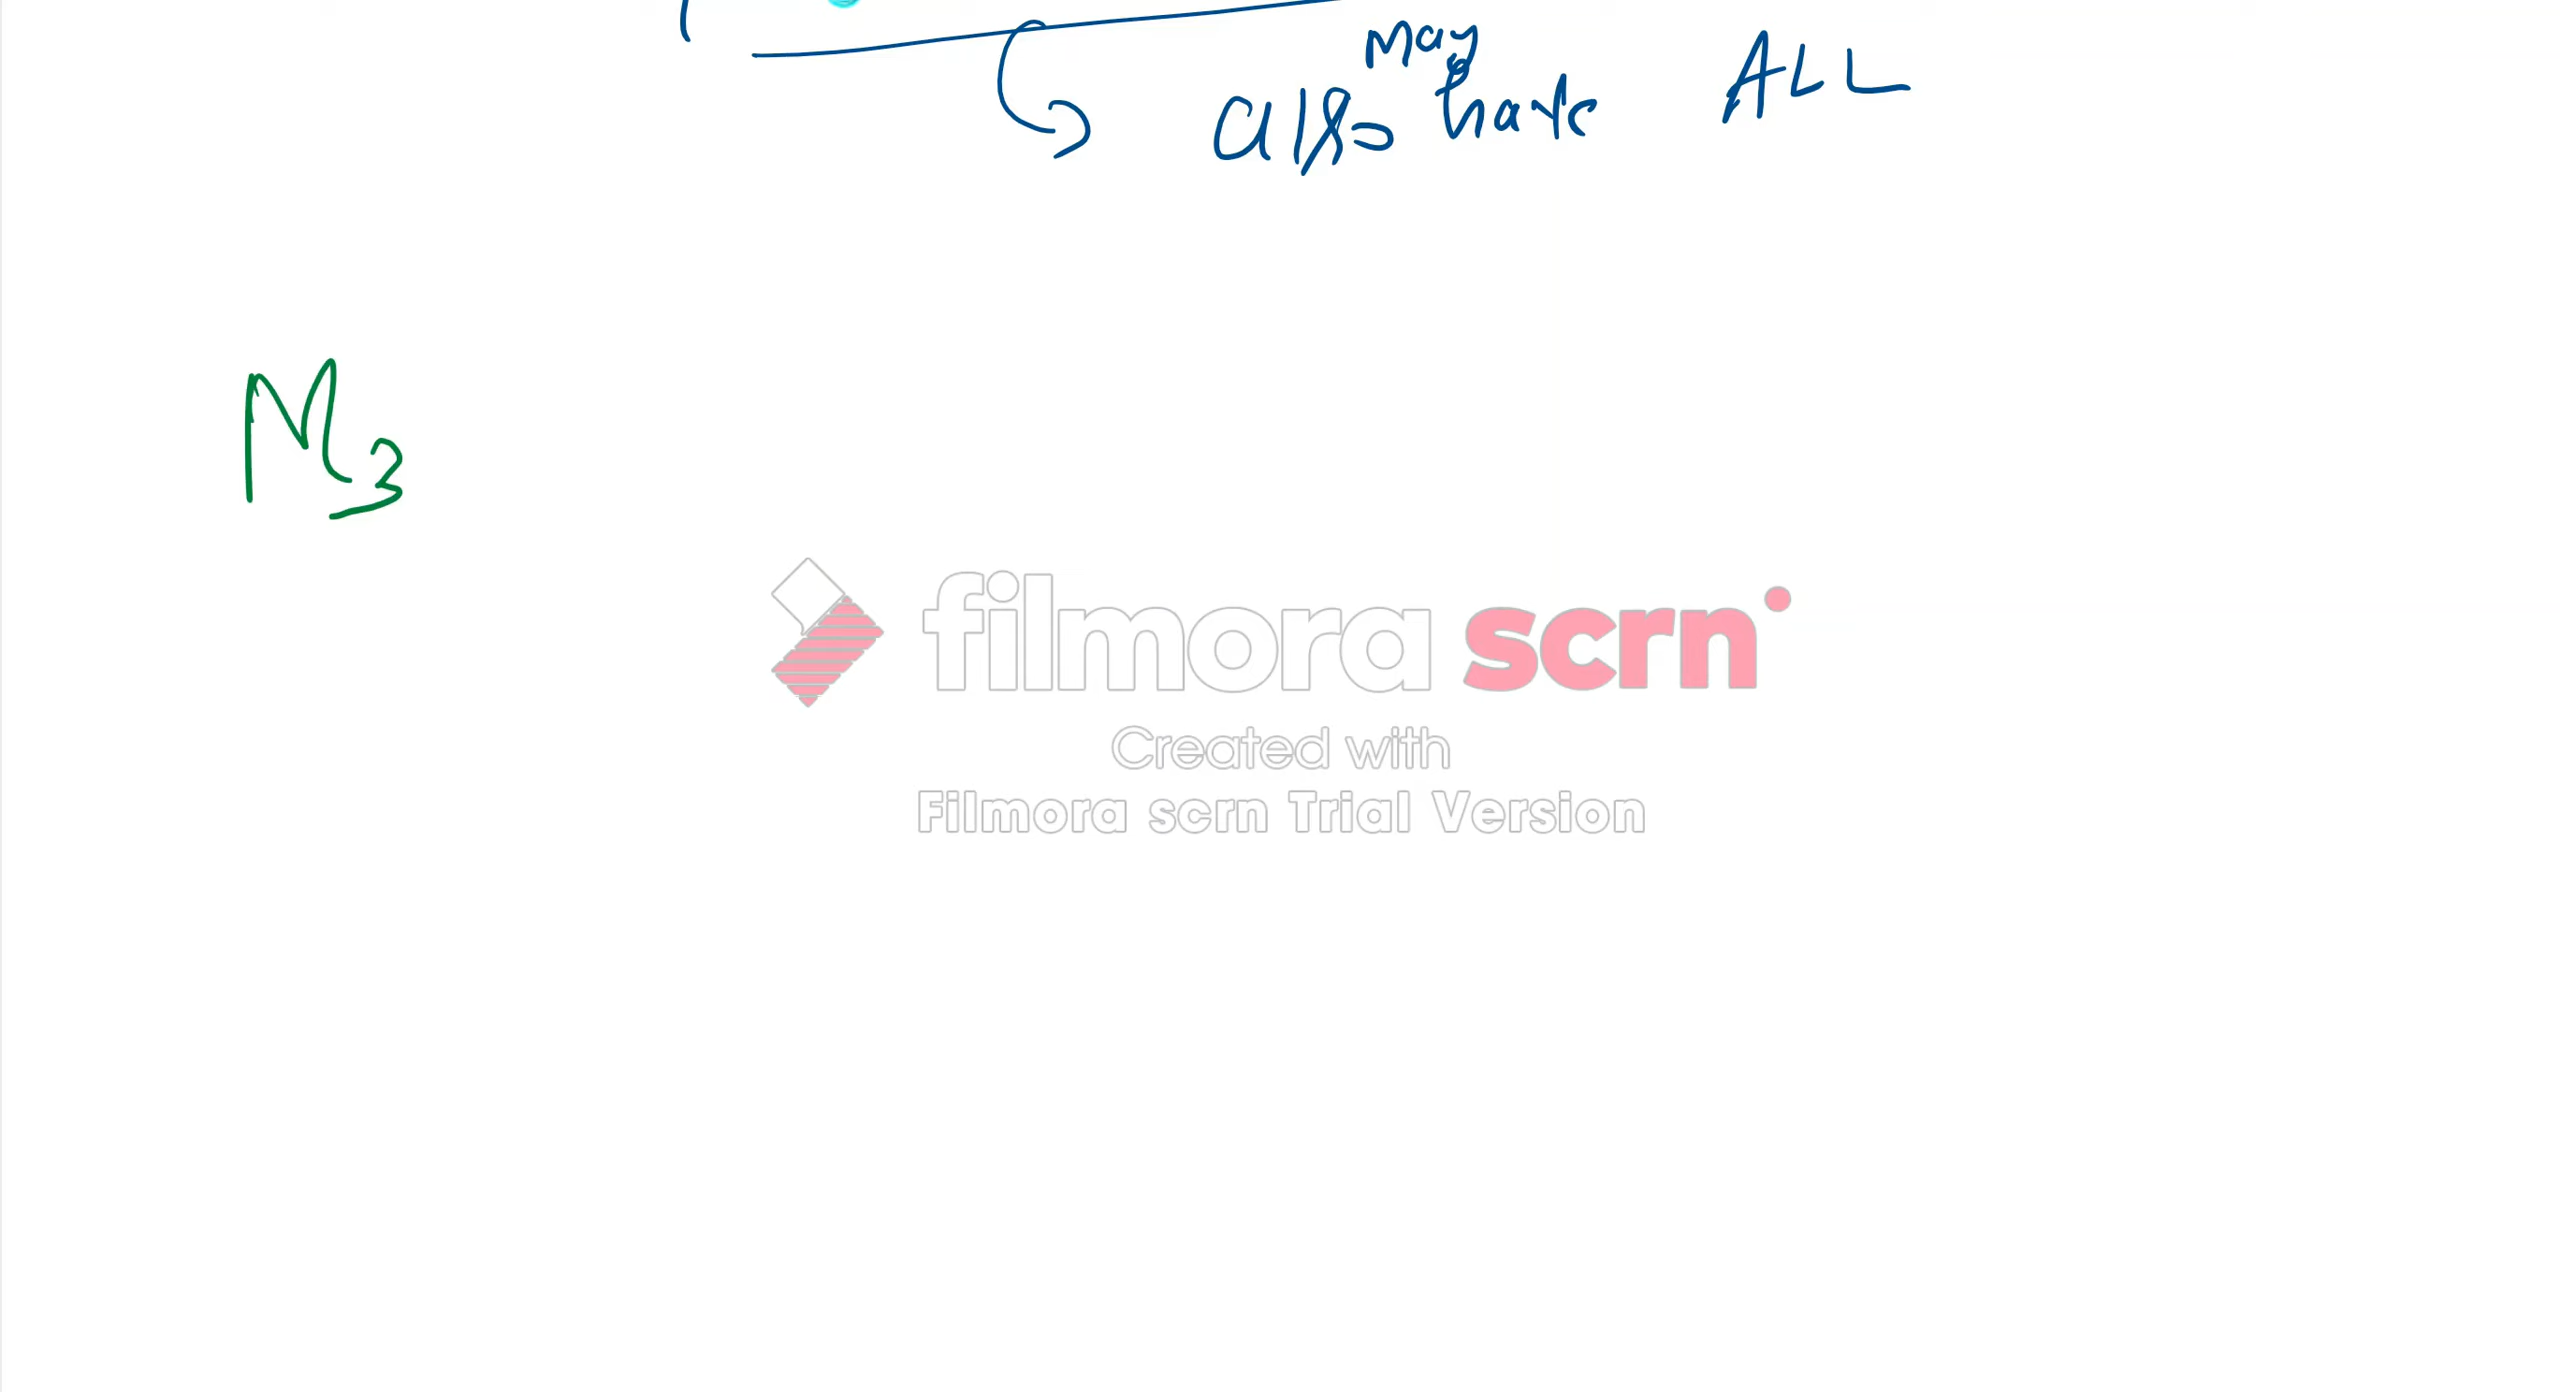 May
also have ALL
M3
filmora scrn
Created with
Filmora scrn Trial Version